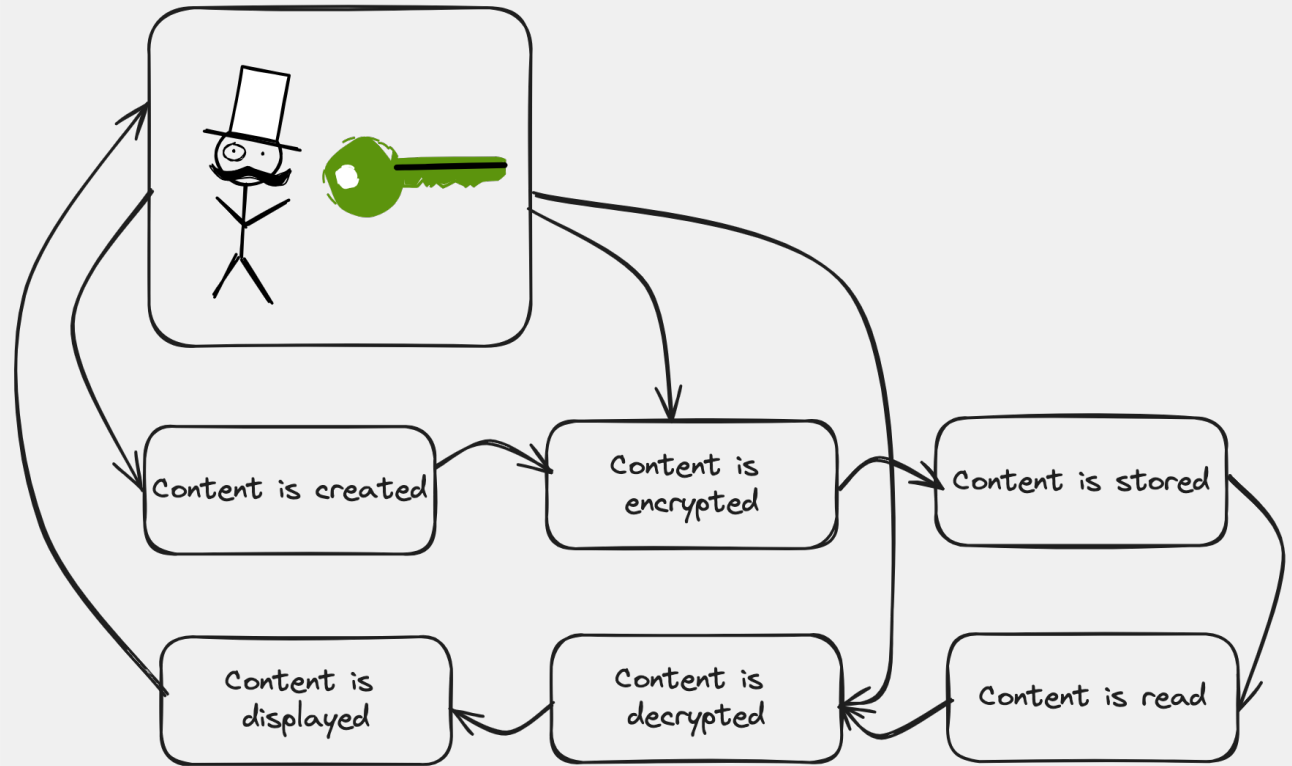 Content is created
Content is
encrypted
Content is stored
Content is
displayed
Content is
decrypted
Content is read